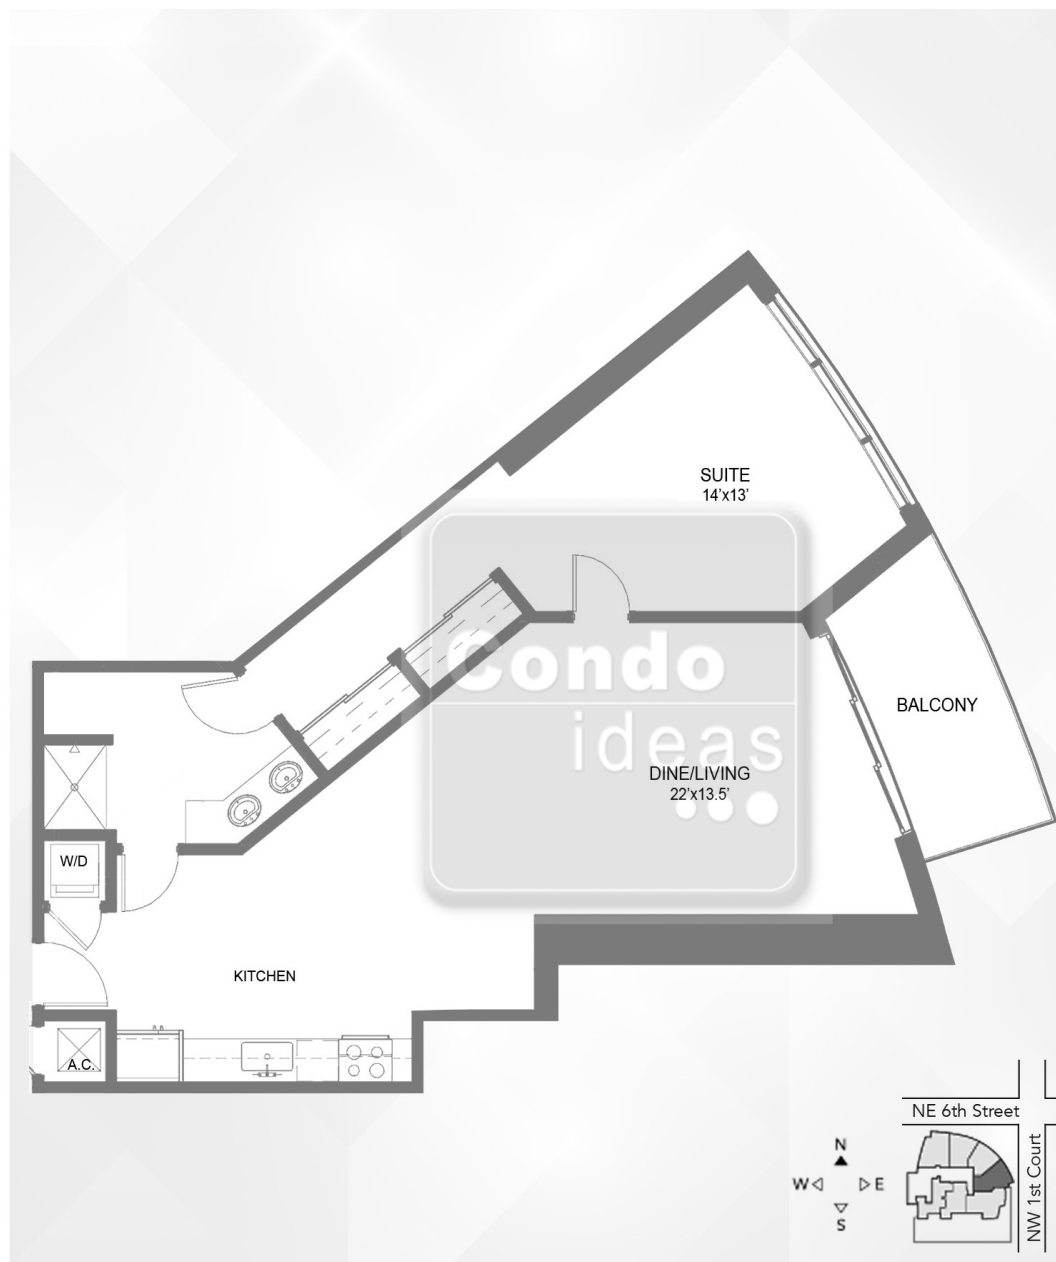 SUITE
14'x13'
Condo
ideas
BALCONY
DINE/LIVING
22'x13.5'
W/D
KITCHEN
A.C.
NE 6th Street
NW 1st Court
N
W
E
S